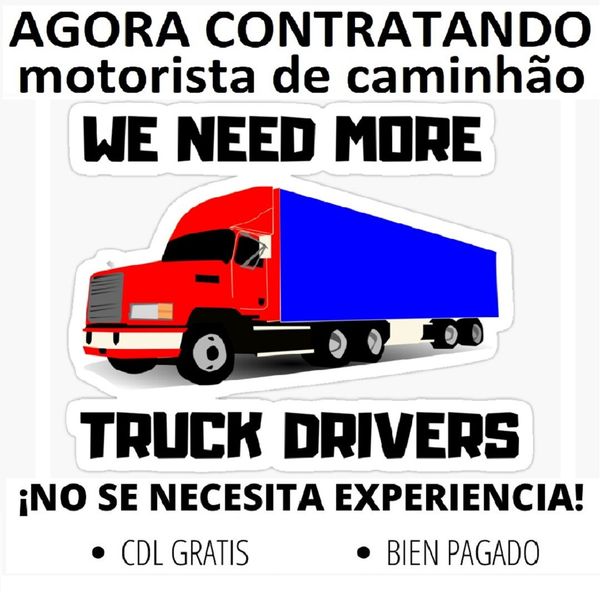 AGORA CONTRATANDO
motorista de caminhão
WE NEED MORE
TRUCK DRIVERS
¡NO SE NECESITA EXPERIENCIA!
• CDL GRATIS • BIEN PAGADO